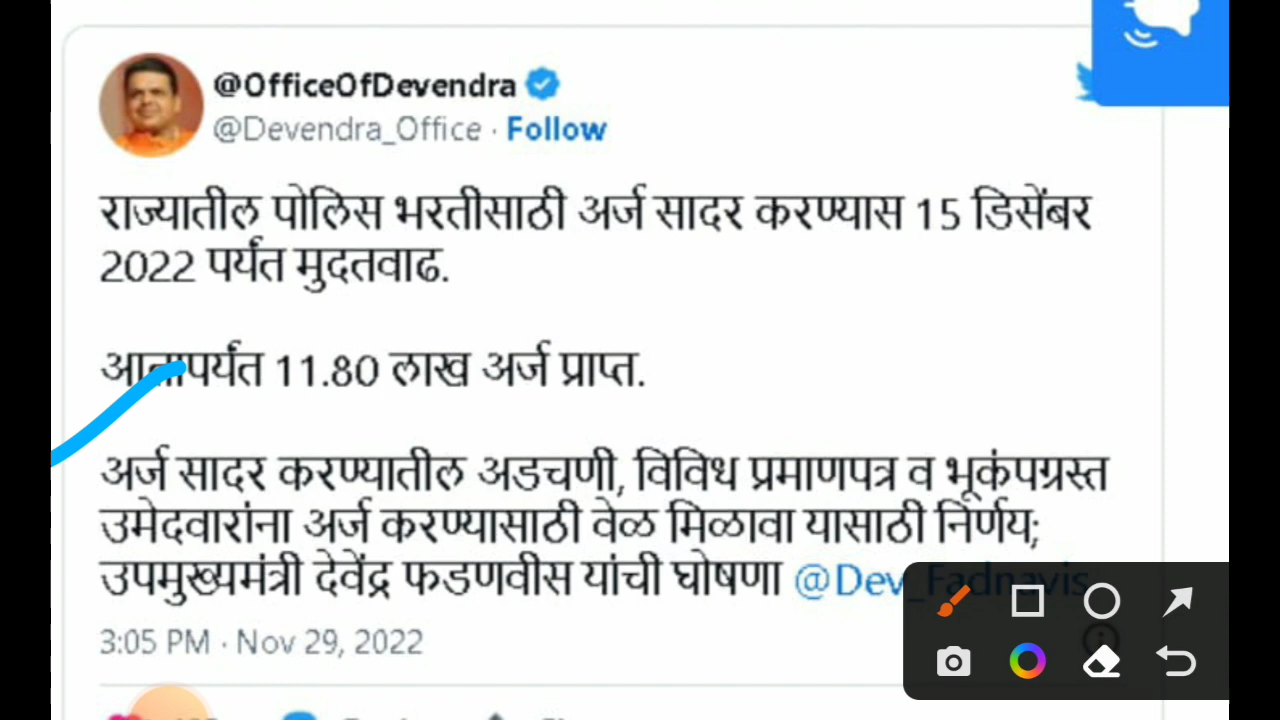 @OfficeOfDevendra
@Devendra_Office · Follow
राज्यातील पोलिस भरतीसाठी अर्ज सादर करण्यास 15 डिसेंबर
2022 पर्यंत मुदतवाढ.
आतापर्यंत 11.80 लाख अर्ज प्राप्त.
अर्ज सादर करण्यातील अडचणी, विविध प्रमाणपत्र व भूकंपग्रस्त
उमेदवारांना अर्ज करण्यासाठी वेळ मिळावा यासाठी निर्णय;
उपमुख्यमंत्री देवेंद्र फडणवीस यांची घोषणा @Dev_Fadnavis
3:05 PM · Nov 29, 2022